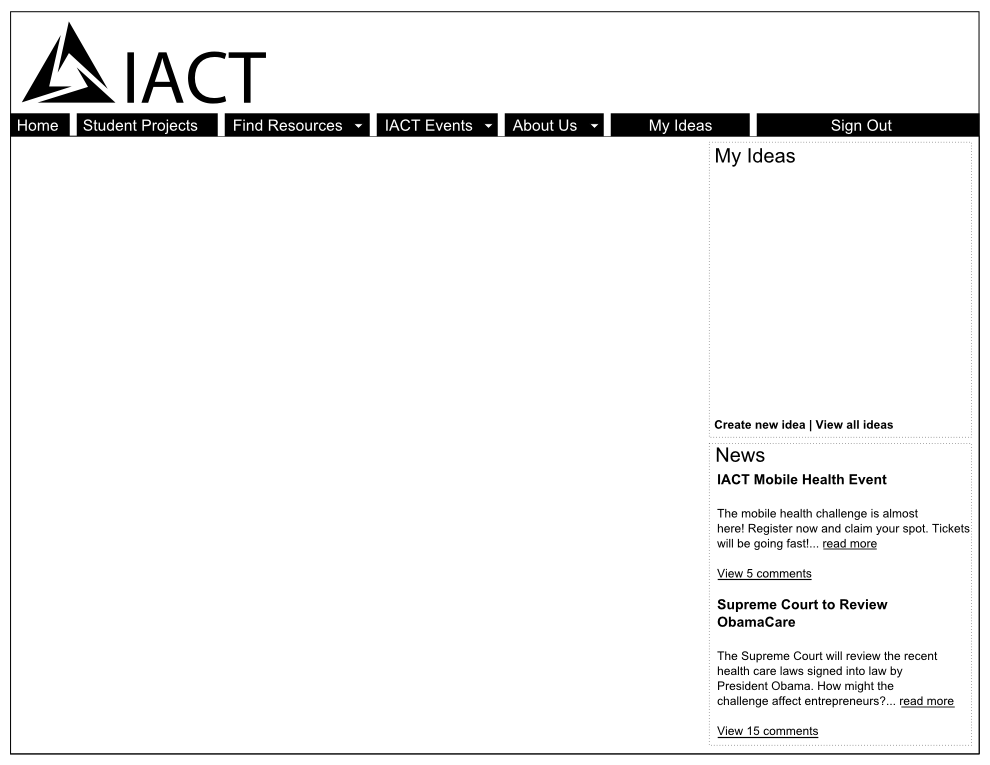 IACT
Home Student Projects Find Resources IACT Events About Us My Ideas Sign Out
My Ideas
Create new idea | View all ideas
News
IACT Mobile Health Event
The mobile health challenge is almost
here! Register now and claim your spot. Tickets
will be going fast!... read more
View 5 comments
Supreme Court to Review
ObamaCare
The Supreme Court will review the recent
health care laws signed into law by
President Obama. How might the
challenge affect entrepreneurs?... read more
View 15 comments